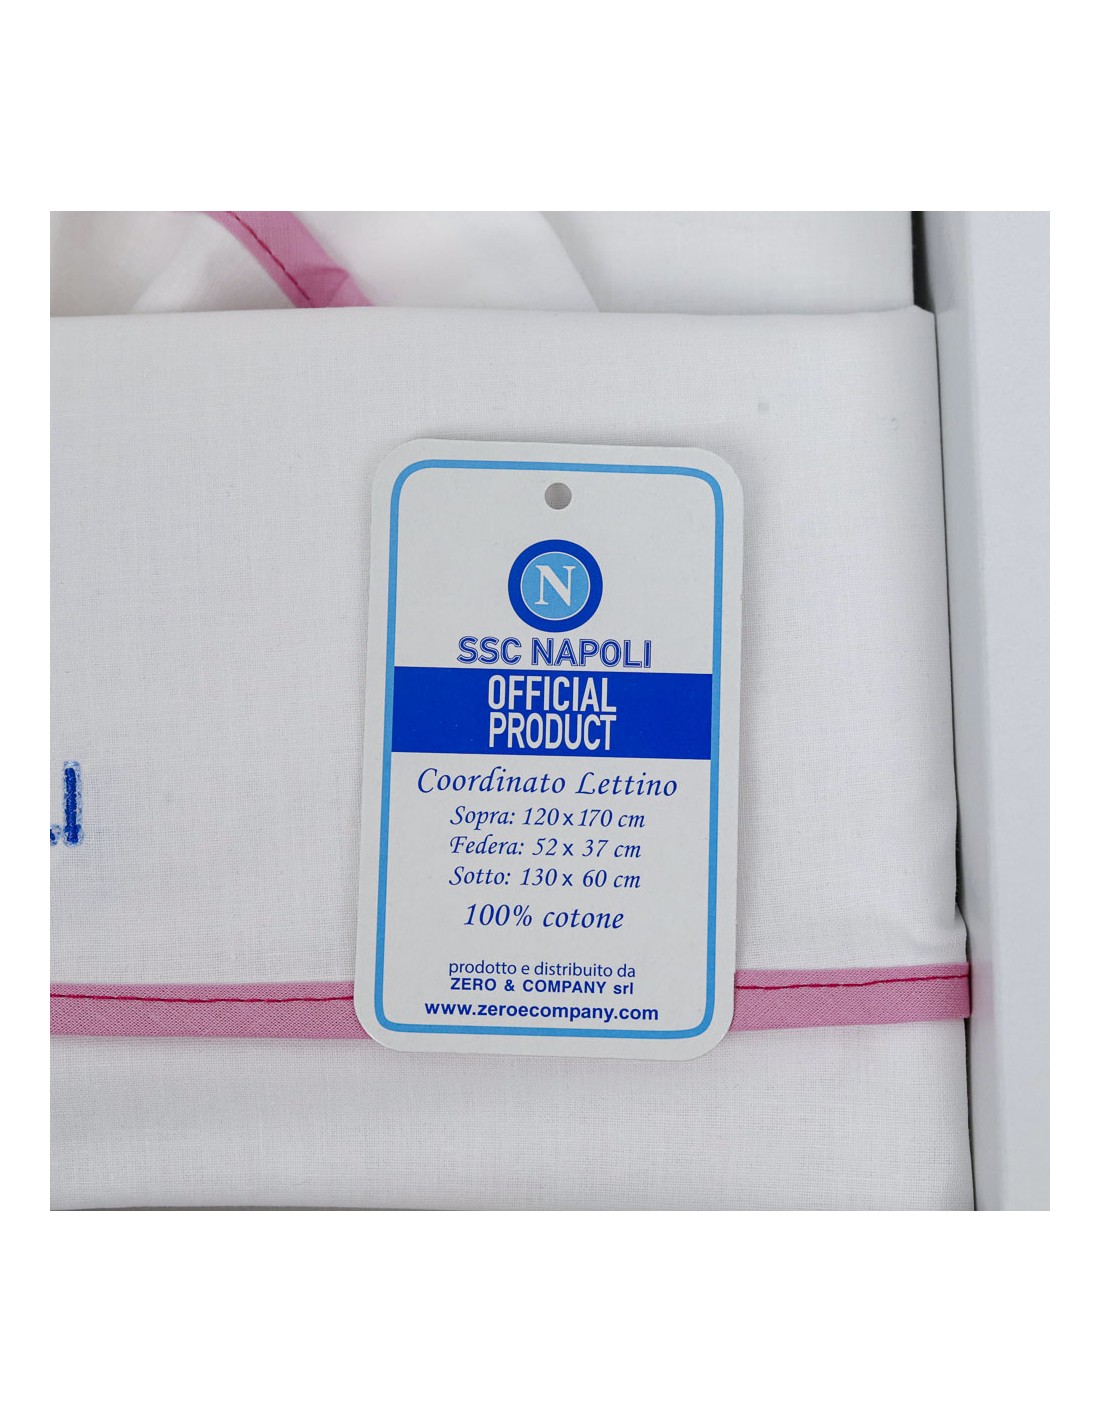 N
SSC NAPOLI
OFFICIAL
PRODUCT
Coordinato Lettino
Sopra: 120 x 170 cm
Federa: 52 x 37 cm
Sotto: 130 x 60 cm
100% cotone
prodotto e distribuito da
ZERO & COMPANY srl
www.zeroecompany.com